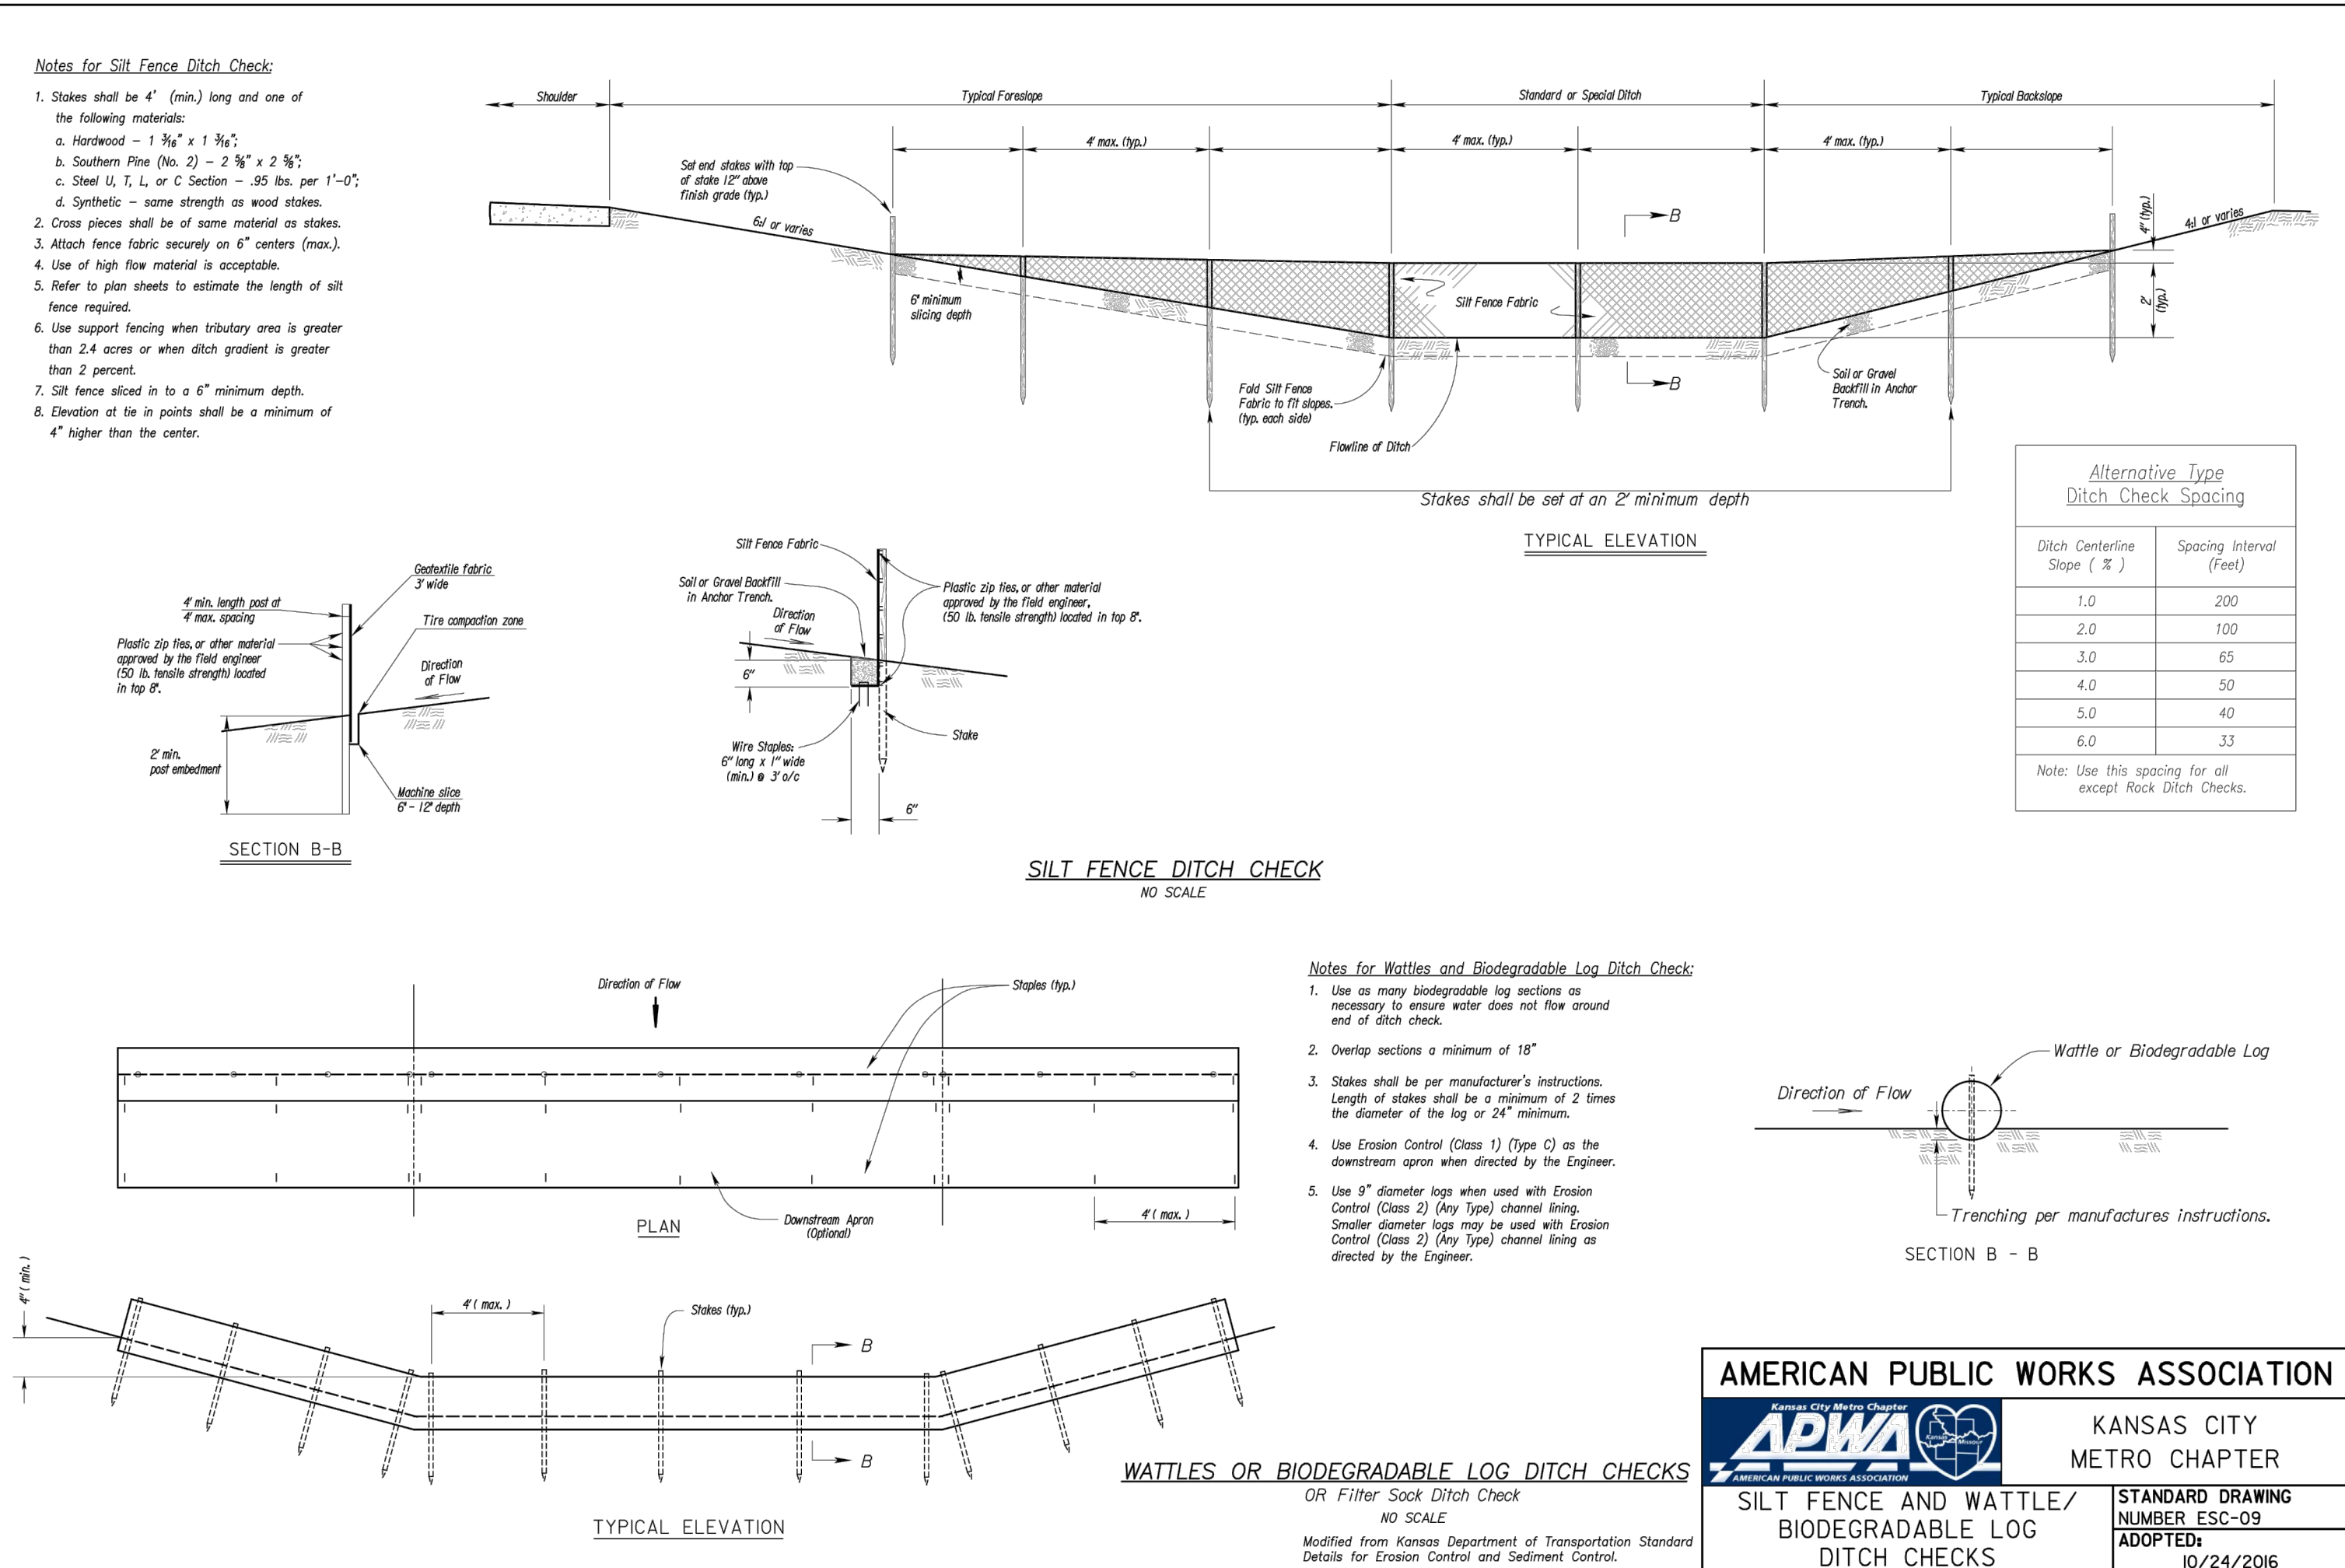 Notes for Silt Fence Ditch Check:
1. Stakes shall be 4' (min.) long and one of
the following materials:
a. Hardwood – 1 3⁄16" x 1 3⁄16";
b. Southern Pine (No. 2) – 2 5⁄8" x 2 5⁄8";
c. Steel U, T, L, or C Section – .95 lbs. per 1'-0";
d. Synthetic – same strength as wood stakes.
2. Cross pieces shall be of same material as stakes.
3. Attach fence fabric securely on 6" centers (max.).
4. Use of high flow material is acceptable.
5. Refer to plan sheets to estimate the length of silt
fence required.
6. Use support fencing when tributary area is greater
than 2.4 acres or when ditch gradient is greater
than 2 percent.
7. Silt fence sliced in to a 6" minimum depth.
8. Elevation at tie in points shall be a minimum of
4" higher than the center.
Shoulder
Typical Foreslope
Standard or Special Ditch
Typical Backslope
4' max. (typ.)
4' max. (typ.)
4' max. (typ.)
Set end stakes with top
of stake 12" above
finish grade (typ.)
6:1 or varies
B
4" (typ.)
4:1 or varies
6" minimum
slicing depth
Silt Fence Fabric
2'
(typ.)
Fold Silt Fence
Fabric to fit slopes.
(typ. each side)
B
Soil or Gravel
Backfill in Anchor
Trench.
Flowline of Ditch
Stakes shall be set at an 2' minimum depth
TYPICAL ELEVATION
Alternative Type
Ditch Check Spacing
Ditch Centerline
Slope ( % )
Spacing Interval
(Feet)
1.0 200
2.0 100
3.0 65
4.0 50
5.0 40
6.0 33
Note: Use this spacing for all
except Rock Ditch Checks.
Geotextile fabric
3' wide
4' min. length post at
4' max. spacing
Tire compaction zone
Plastic zip ties, or other material
approved by the field engineer
(50 lb. tensile strength) located
in top 8".
Direction
of Flow
2' min.
post embedment
Machine slice
6" - 12" depth
SECTION B-B
Silt Fence Fabric
Soil or Gravel Backfill
in Anchor Trench.
Direction
of Flow
Plastic zip ties, or other material
approved by the field engineer,
(50 lb. tensile strength) located in top 8".
6"
Stake
Wire Staples:
6" long x 1" wide
(min.) @ 3' o/c
6"
SILT FENCE DITCH CHECK
NO SCALE
Direction of Flow
Staples (typ.)
PLAN
Downstream Apron
(Optional)
4' ( max. )
4" ( min. )
4' ( max. )
Stakes (typ.)
B
B
TYPICAL ELEVATION
Notes for Wattles and Biodegradable Log Ditch Check:
1. Use as many biodegradable log sections as
necessary to ensure water does not flow around
end of ditch check.
2. Overlap sections a minimum of 18"
3. Stakes shall be per manufacturer's instructions.
Length of stakes shall be a minimum of 2 times
the diameter of the log or 24" minimum.
4. Use Erosion Control (Class 1) (Type C) as the
downstream apron when directed by the Engineer.
5. Use 9" diameter logs when used with Erosion
Control (Class 2) (Any Type) channel lining.
Smaller diameter logs may be used with Erosion
Control (Class 2) (Any Type) channel lining as
directed by the Engineer.
Wattle or Biodegradable Log
Direction of Flow
Trenching per manufactures instructions.
SECTION B - B
WATTLES OR BIODEGRADABLE LOG DITCH CHECKS
OR Filter Sock Ditch Check
NO SCALE
Modified from Kansas Department of Transportation Standard
Details for Erosion Control and Sediment Control.
AMERICAN PUBLIC WORKS ASSOCIATION
Kansas City Metro Chapter
APWA
Kansas
Missouri
AMERICAN PUBLIC WORKS ASSOCIATION
KANSAS CITY
METRO CHAPTER
SILT FENCE AND WATTLE/
BIODEGRADABLE LOG
DITCH CHECKS
STANDARD DRAWING
NUMBER ESC-09
ADOPTED:
10/24/2016